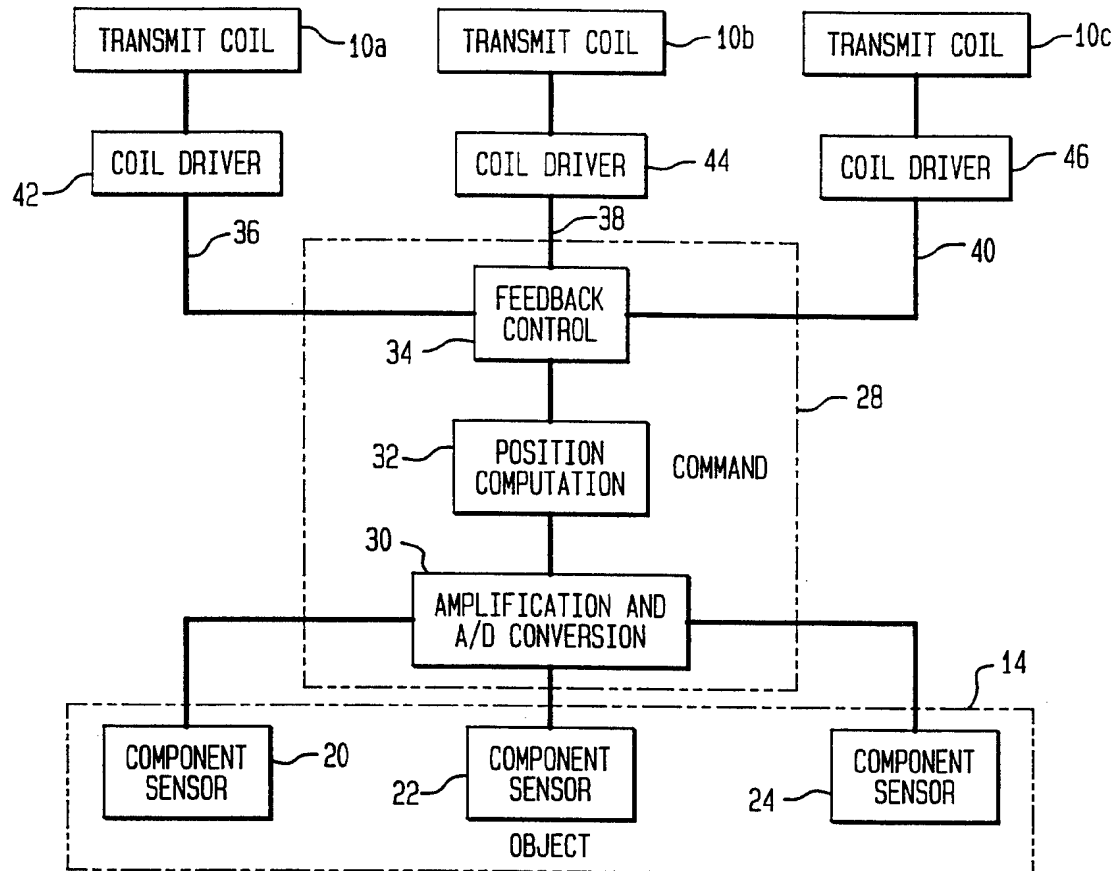 TRANSMIT COIL
10a
TRANSMIT COIL
10b
TRANSMIT COIL
10c
COIL DRIVER
42
COIL DRIVER
44
COIL DRIVER
46
36
38
40
FEEDBACK
CONTROL
34
28
32
POSITION
COMPUTATION
COMMAND
30
AMPLIFICATION AND
A/D CONVERSION
14
COMPONENT
SENSOR
20
COMPONENT
SENSOR
22
COMPONENT
SENSOR
24
OBJECT